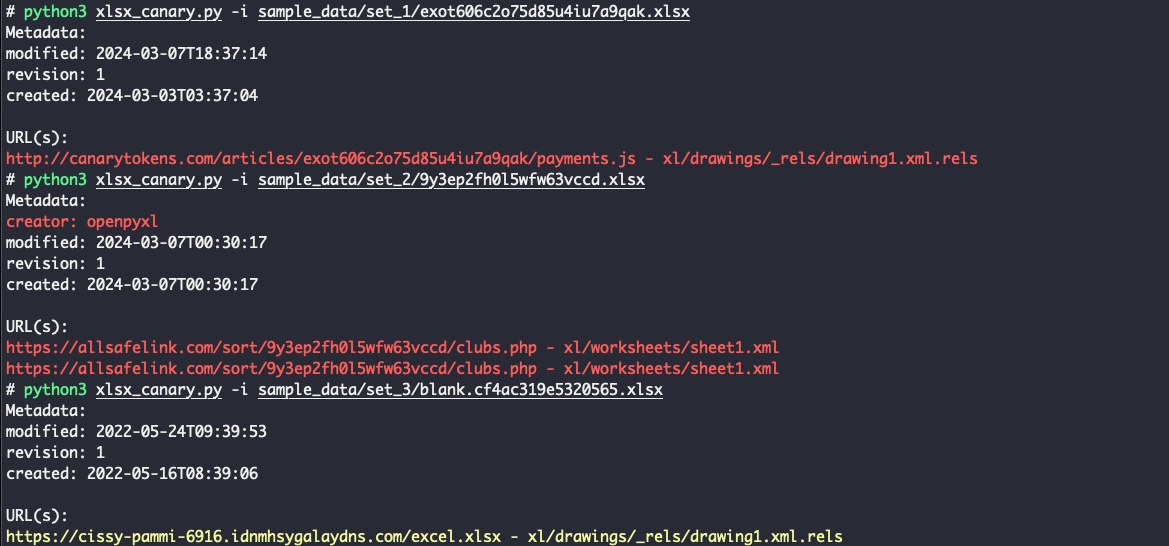 # python3 xlsx_canary.py -i sample_data/set_1/exot606c2o75d85u4iu7a9qak.xlsx
Metadata:
modified: 2024-03-07T18:37:14
revision: 1
created: 2024-03-03T03:37:04
URL(s):
http://canarytokens.com/articles/exot606c2o75d85u4iu7a9qak/payments.js - xl/drawings/_rels/drawing1.xml.rels
# python3 xlsx_canary.py -i sample_data/set_2/9y3ep2fh0l5wfw63vccd.xlsx
Metadata:
creator: openpyxl
modified: 2024-03-07T00:30:17
revision: 1
created: 2024-03-07T00:30:17
URL(s):
https://allsafelink.com/sort/9y3ep2fh0l5wfw63vccd/clubs.php - xl/worksheets/sheet1.xml
https://allsafelink.com/sort/9y3ep2fh0l5wfw63vccd/clubs.php - xl/worksheets/sheet1.xml
# python3 xlsx_canary.py -i sample_data/set_3/blank.cf4ac319e5320565.xlsx
Metadata:
modified: 2022-05-24T09:39:53
revision: 1
created: 2022-05-16T08:39:06
URL(s):
https://cissy-pammi-6916.idnmhsygalaydns.com/excel.xlsx - xl/drawings/_rels/drawing1.xml.rels